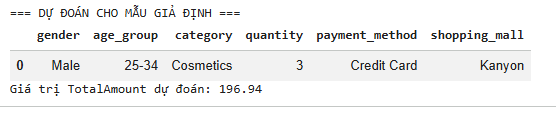 === DỰ ĐOÁN CHO MẪU GIẢ ĐỊNH ===
gender age_group category quantity payment_method shopping_mall
0 Male 25-34 Cosmetics 3 Credit Card Kanyon
Giá trị TotalAmount dự đoán: 196.94